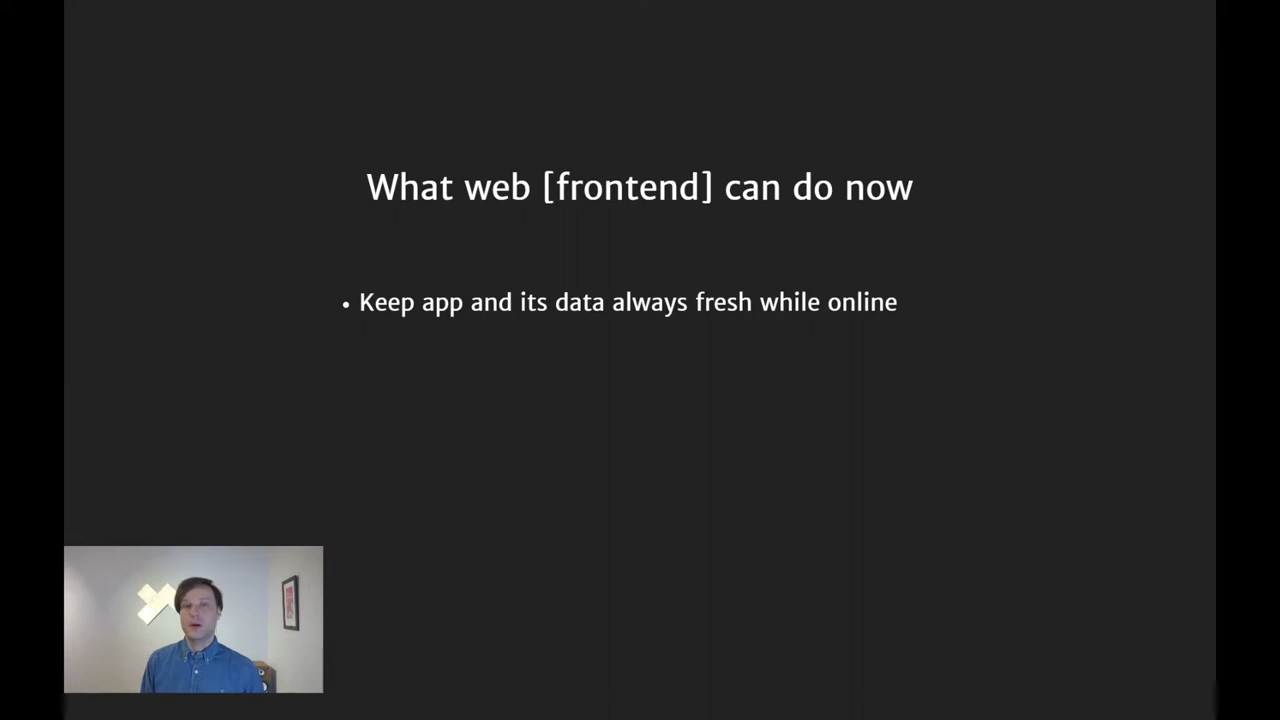 What web [frontend] can do now
• Keep app and its data always fresh while online